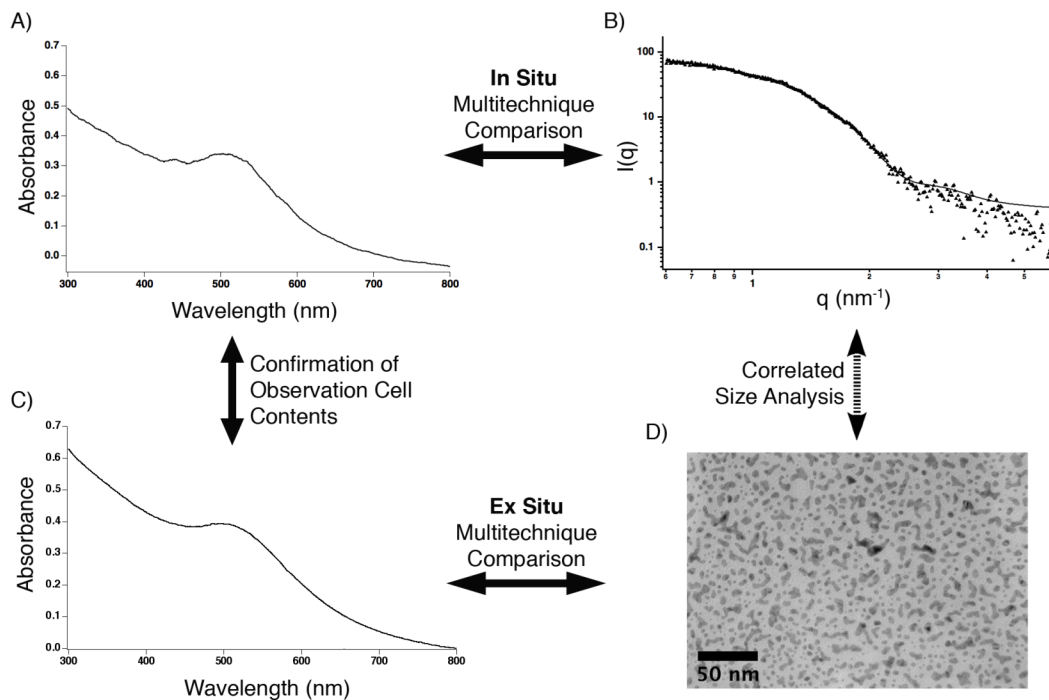 A)
0.7
0.6
0.5
0.4
0.3
0.2
0.1
0.0
Absorbance
300 400 500 600 700 800
Wavelength (nm)
In Situ
Multitechnique
Comparison
B)
100
10
1
0.1
I(q)
6 7 8 9 1 2 3 4 5
q (nm⁻¹)
Confirmation of
Observation Cell
Contents
Correlated
Size Analysis
C)
0.7
0.6
0.5
0.4
0.3
0.2
0.1
0.0
Absorbance
300 400 500 600 700 800
Wavelength (nm)
Ex Situ
Multitechnique
Comparison
D)
50 nm